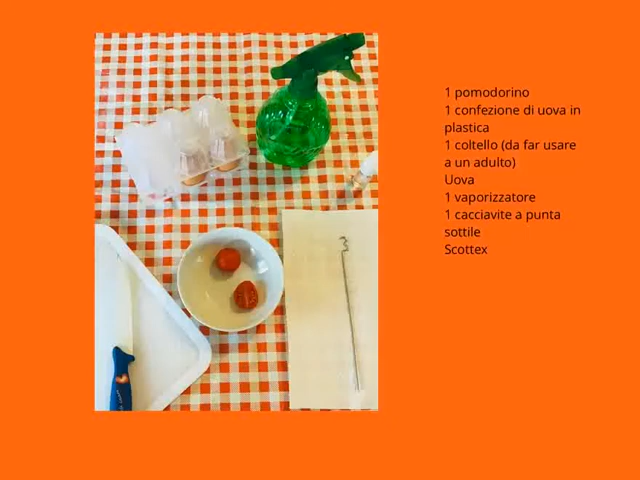 1 pomodorino
1 confezione di uova in
plastica
1 coltello (da far usare
a un adulto)
Uova
1 vaporizzatore
1 cacciavite a punta
sottile
Scottex